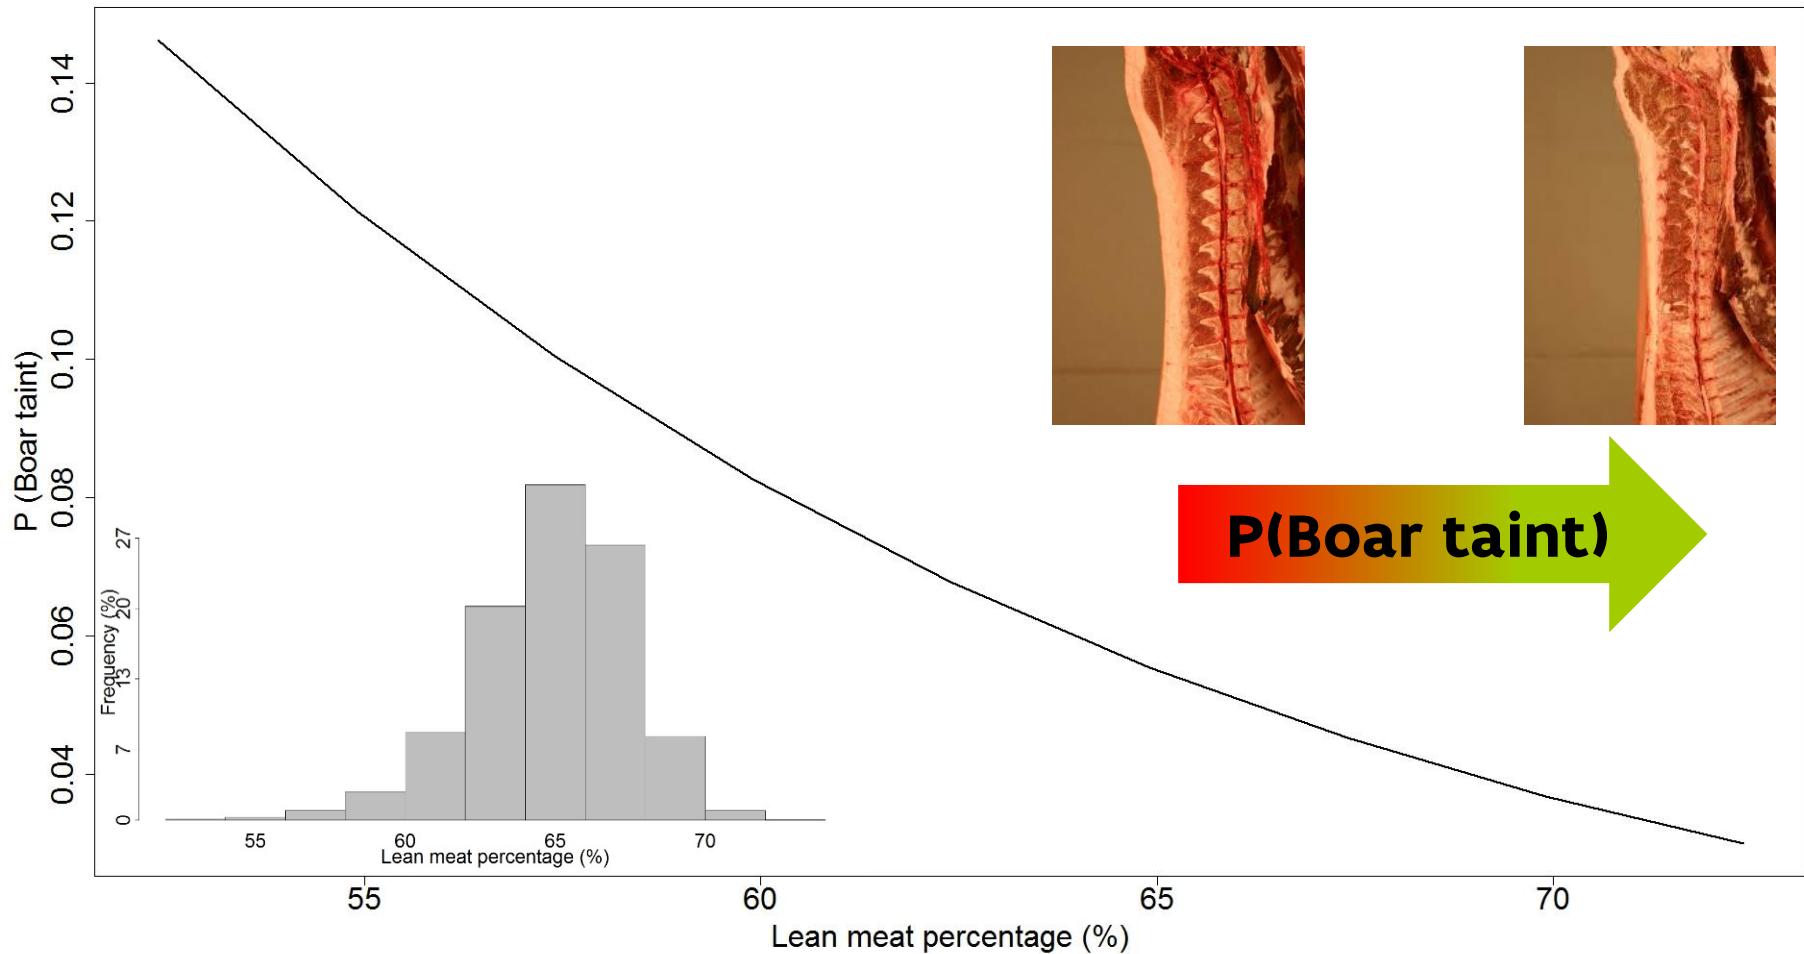 P (Boar taint)
0.14
0.12
0.10
0.08
0.06
0.04
P(Boar taint)
Frequency (%)
27
20
13
7
0
55 60 65 70
Lean meat percentage (%)
55 60 65 70
Lean meat percentage (%)